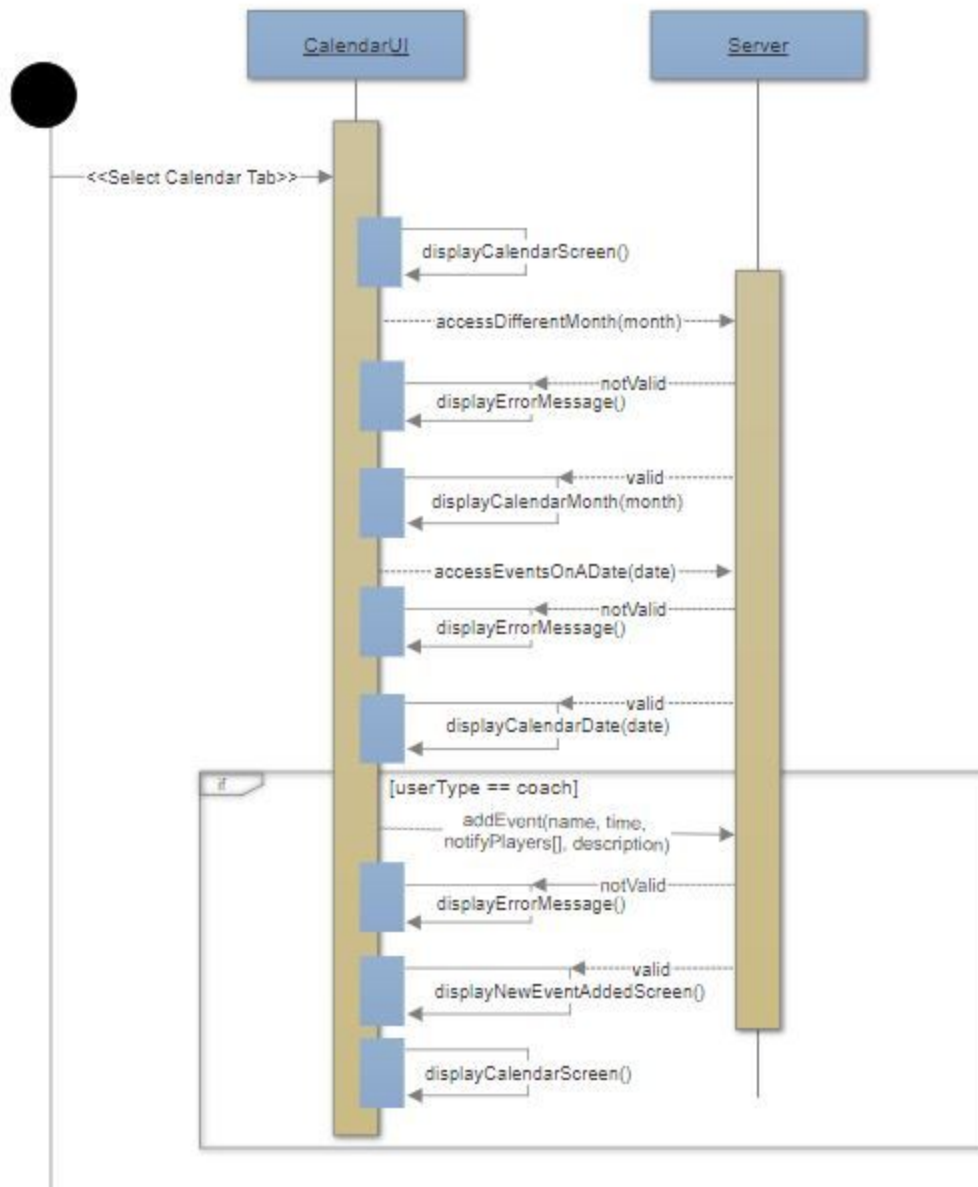 CalendarUI
Server
<<Select Calendar Tab>>
displayCalendarScreen()
accessDifferentMonth(month)
notValid
displayErrorMessage()
valid
displayCalendarMonth(month)
accessEventsOnADate(date)
notValid
displayErrorMessage()
valid
displayCalendarDate(date)
if
[userType == coach]
addEvent(name, time,
notifyPlayers[], description)
notValid
displayErrorMessage()
valid
displayNewEventAddedScreen()
displayCalendarScreen()